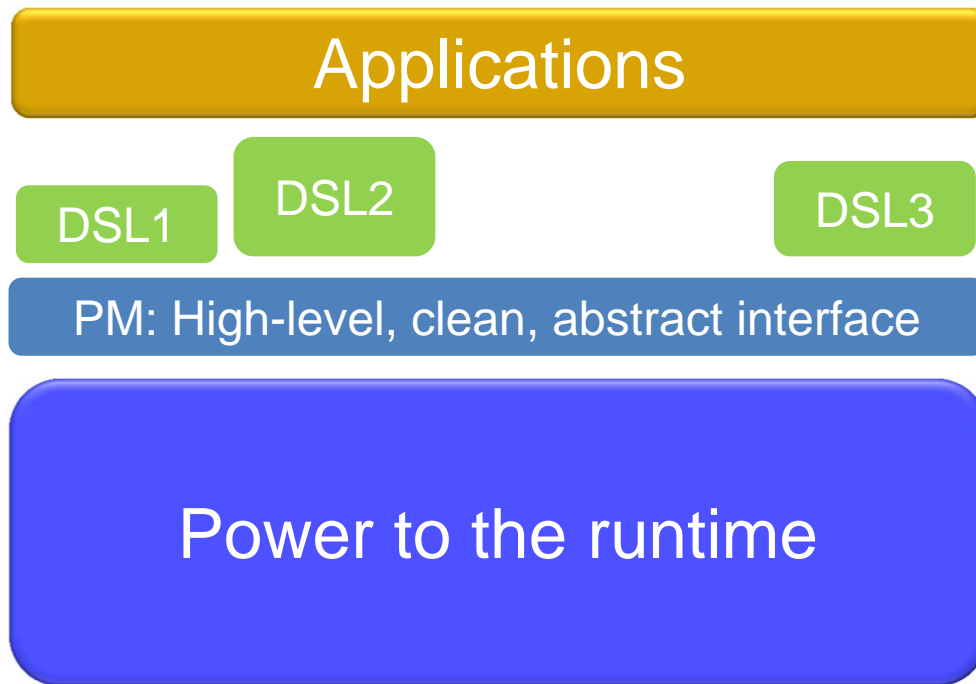 Applications
DSL1
DSL2
DSL3
PM: High-level, clean, abstract interface
Power to the runtime